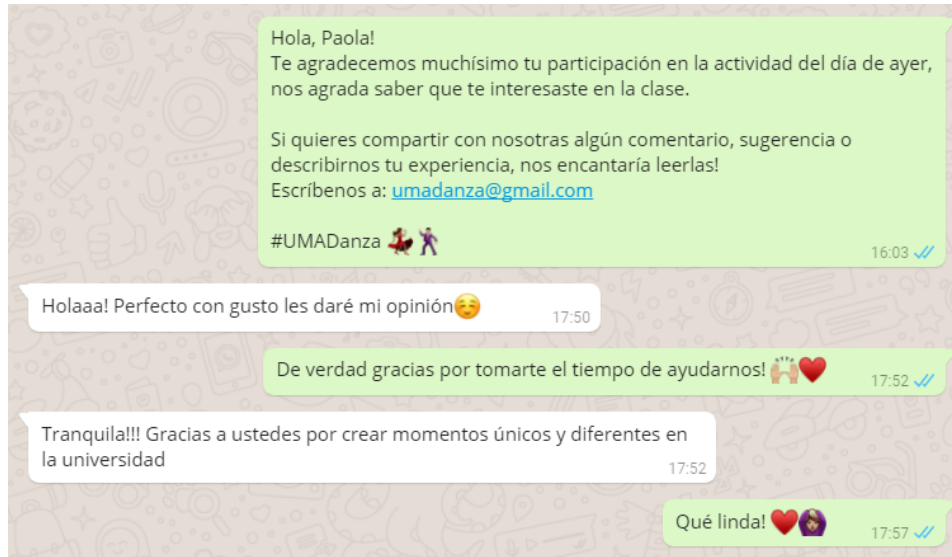 Hola, Paola!
Te agradecemos muchísimo tu participación en la actividad del día de ayer,
nos agrada saber que te interesaste en la clase.
Si quieres compartir con nosotras algún comentario, sugerencia o
describirnos tu experiencia, nos encantaría leerlas!
Escríbenos a: umadanza@gmail.com
#UMADanza 💃🏽🕺🏽
16:03
Holaaa! Perfecto con gusto les daré mi opinión☺️
17:50
De verdad gracias por tomarte el tiempo de ayudarnos! 🙌🏼❤️
17:52
Tranquila!!! Gracias a ustedes por crear momentos únicos y diferentes en
la universidad
17:52
Qué linda! ❤️🙆🏽‍♀️
17:57